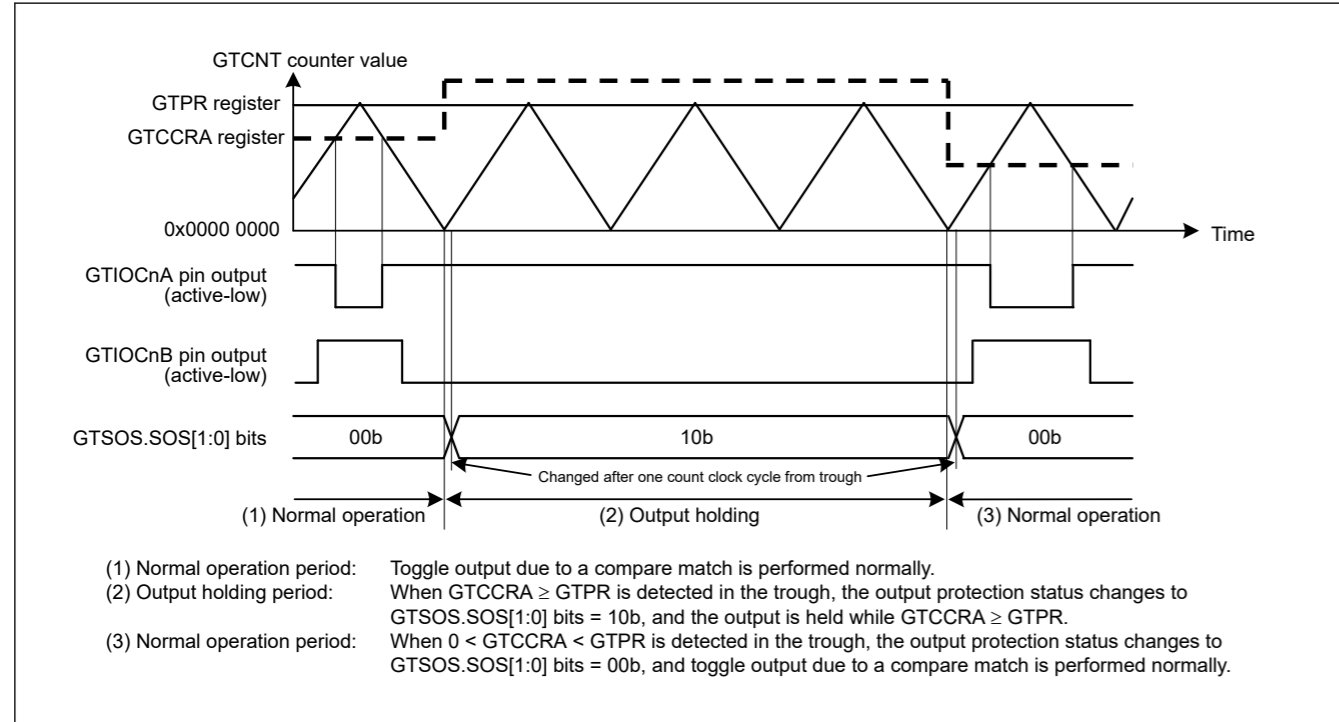 GTCNT counter value
GTPR register
GTCCRA register
0x0000 0000
Time
GTIOCnA pin output
(active-low)
GTIOCnB pin output
(active-low)
GTSOS.SOS[1:0] bits
00b
10b
00b
Changed after one count clock cycle from trough
(1) Normal operation
(2) Output holding
(3) Normal operation
(1) Normal operation period: Toggle output due to a compare match is performed normally.
(2) Output holding period: When GTCCRA ≥ GTPR is detected in the trough, the output protection status changes to
GTSOS.SOS[1:0] bits = 10b, and the output is held while GTCCRA ≥ GTPR.
(3) Normal operation period: When 0 < GTCCRA < GTPR is detected in the trough, the output protection status changes to
GTSOS.SOS[1:0] bits = 00b, and toggle output due to a compare match is performed normally.